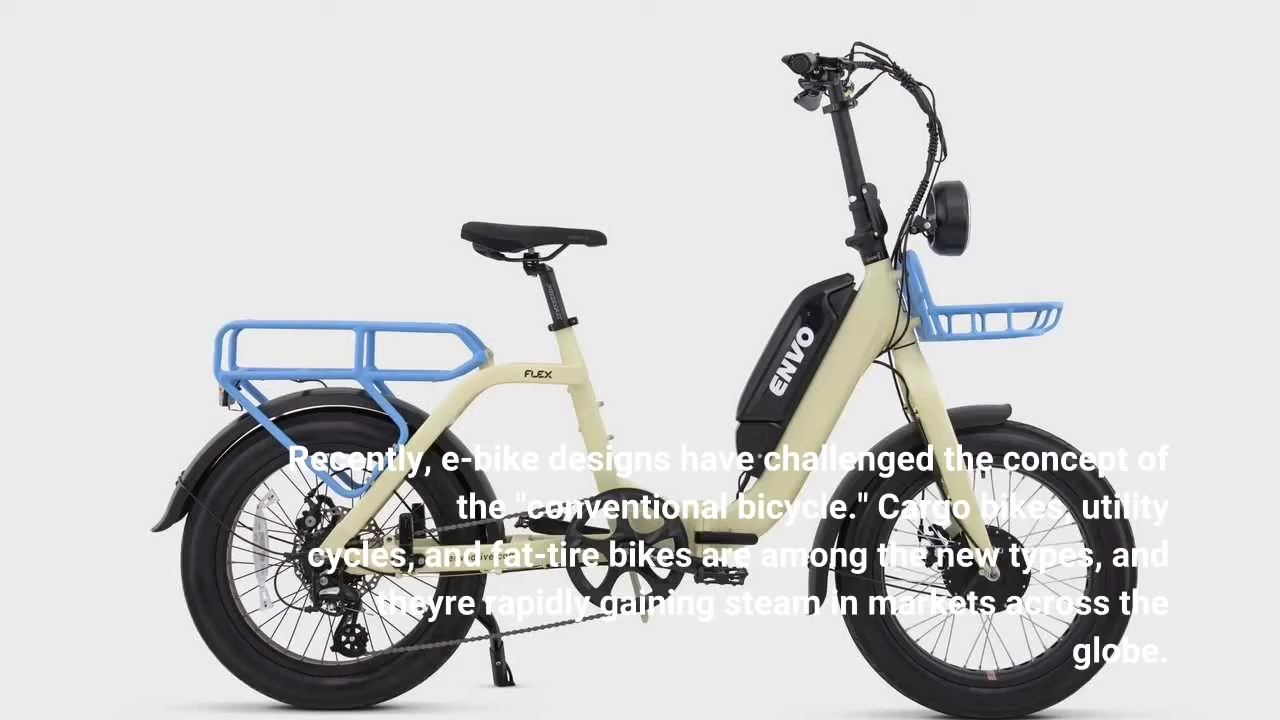 ENVO
FLEX
Recently, e-bike designs have challenged the concept of
the "conventional bicycle." Cargo bikes, utility
cycles, and fat-tire bikes are among the new types, and
theyre rapidly gaining steam in markets across the
globe.